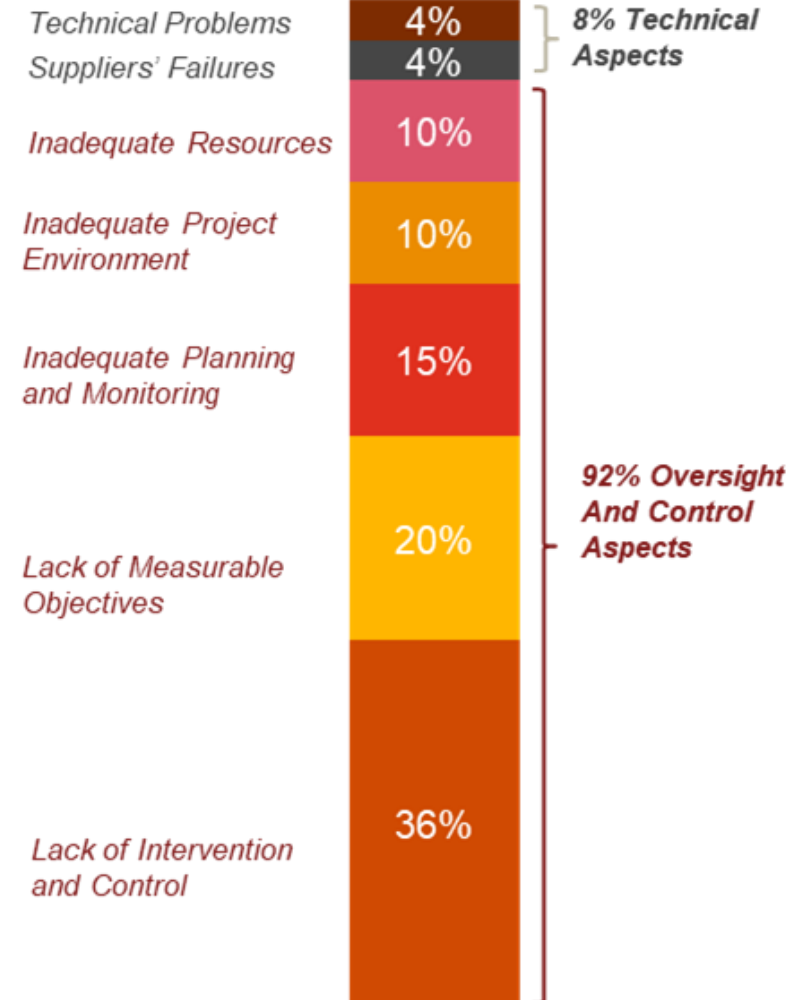 Technical Problems
4%
8% Technical
Aspects
Suppliers’ Failures
4%
Inadequate Resources
10%
Inadequate Project
Environment
10%
Inadequate Planning
and Monitoring
15%
92% Oversight
And Control
Aspects
Lack of Measurable
Objectives
20%
Lack of Intervention
and Control
36%